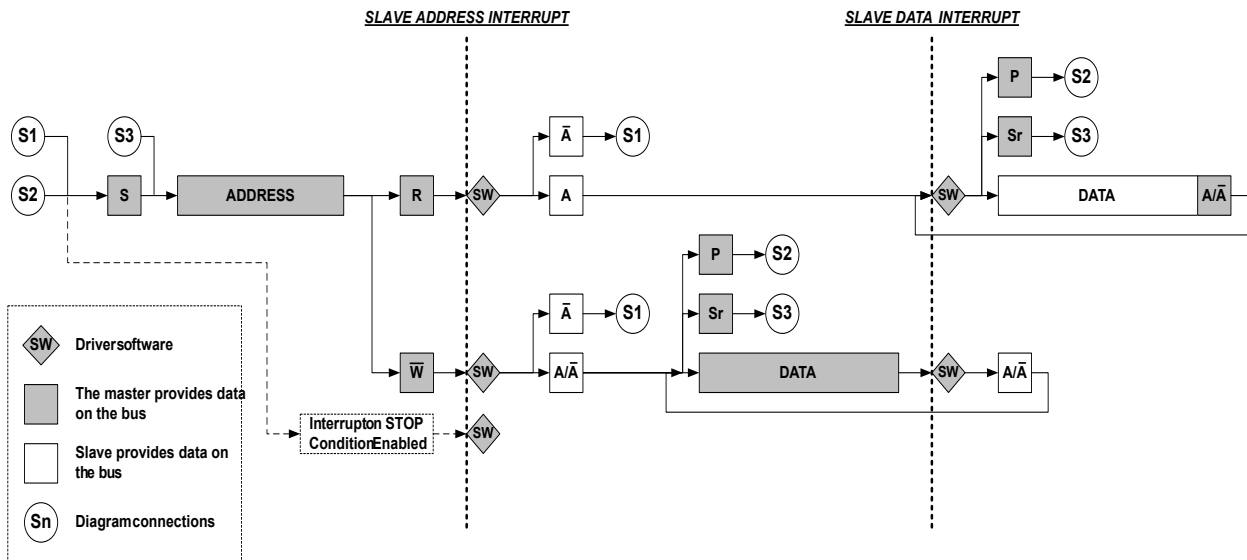 SLAVE ADDRESS INTERRUPT SLAVE DATA INTERRUPT
P S2
S1 S3 Ā S1 Sr S3
S2 S ADDRESS R SW A SW DATA A/Ā
P S2
Ā S1 Sr S3
W̅ SW A/Ā DATA SW A/Ā
Interrupton STOP
ConditionEnabled
SW
SW Driversoftware
The master provides data
on the bus
Slave provides data on
the bus
Sn Diagramconnections